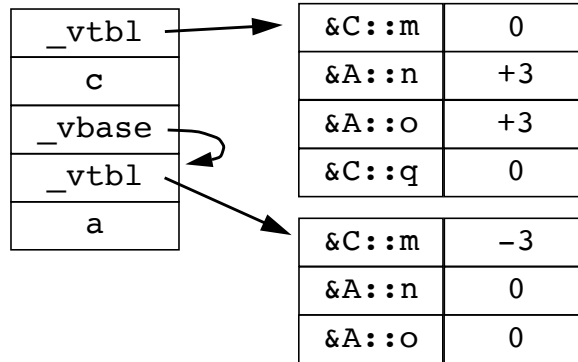 _vtbl
c
_vbase
_vtbl
a
&C::m 0
&A::n +3
&A::o +3
&C::q 0
&C::m −3
&A::n 0
&A::o 0